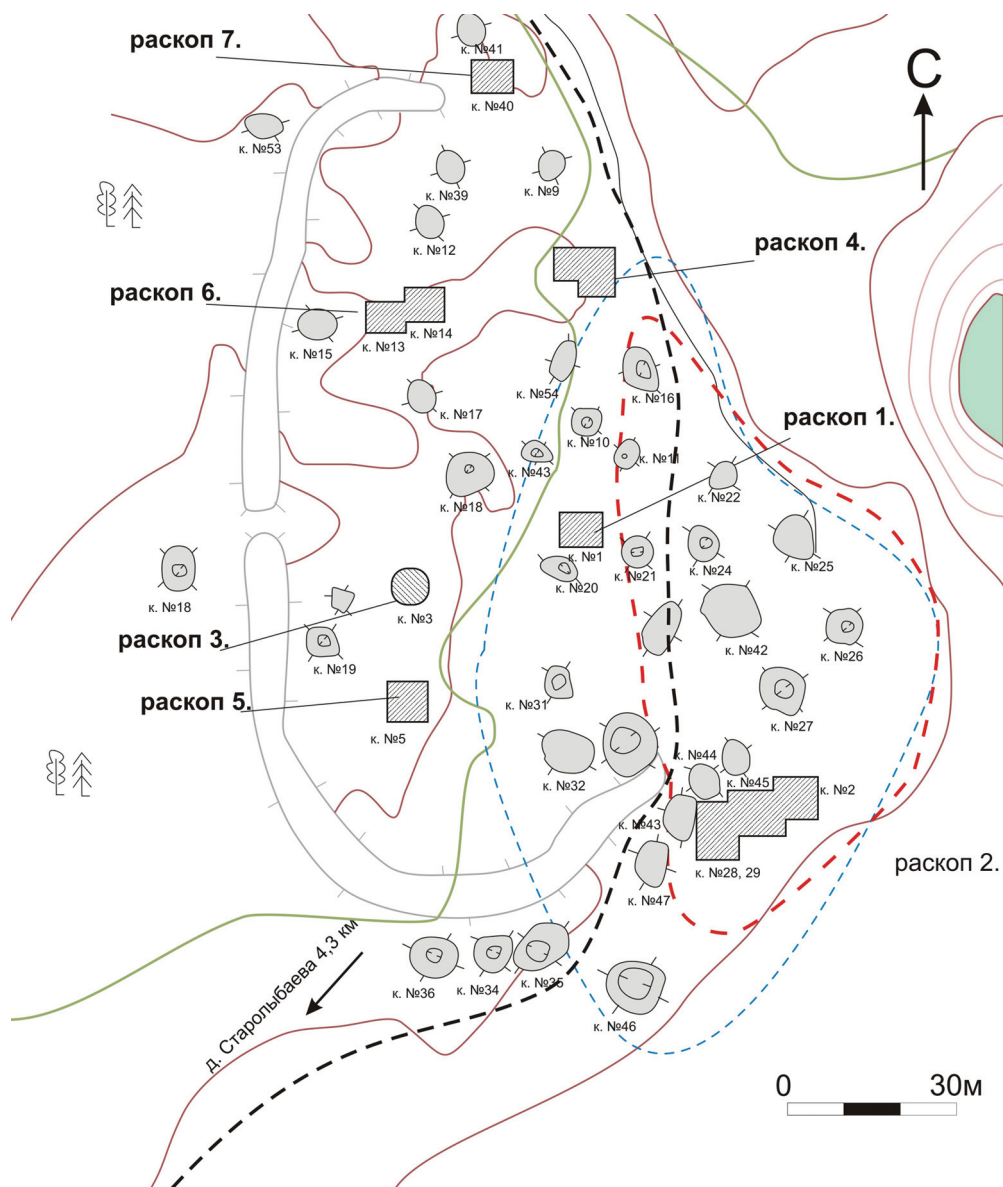 к. №41
раскоп 7.
С
к. №40
к. №53
к. №39
к. №9
к. №12
раскоп 4.
раскоп 6.
к. №14
к. №13
к. №15
к. №54
к. №16
к. №17
раскоп 1.
к. №10
к. №43
к. №11
к. №18
к. №22
к. №1
к. №21
к. №24
к. №25
к. №20
к. №18
к. №3
раскоп 3.
к. №19
к. №42
к. №26
раскоп 5.
к. №31
к. №5
к. №27
к. №44
к. №32
к. №45
к. №2
к. №43
к. №28, 29
раскоп 2.
к. №47
д. Старолыбаева 4,3 км
к. №36
к. №34
к. №35
к. №46
0
30м